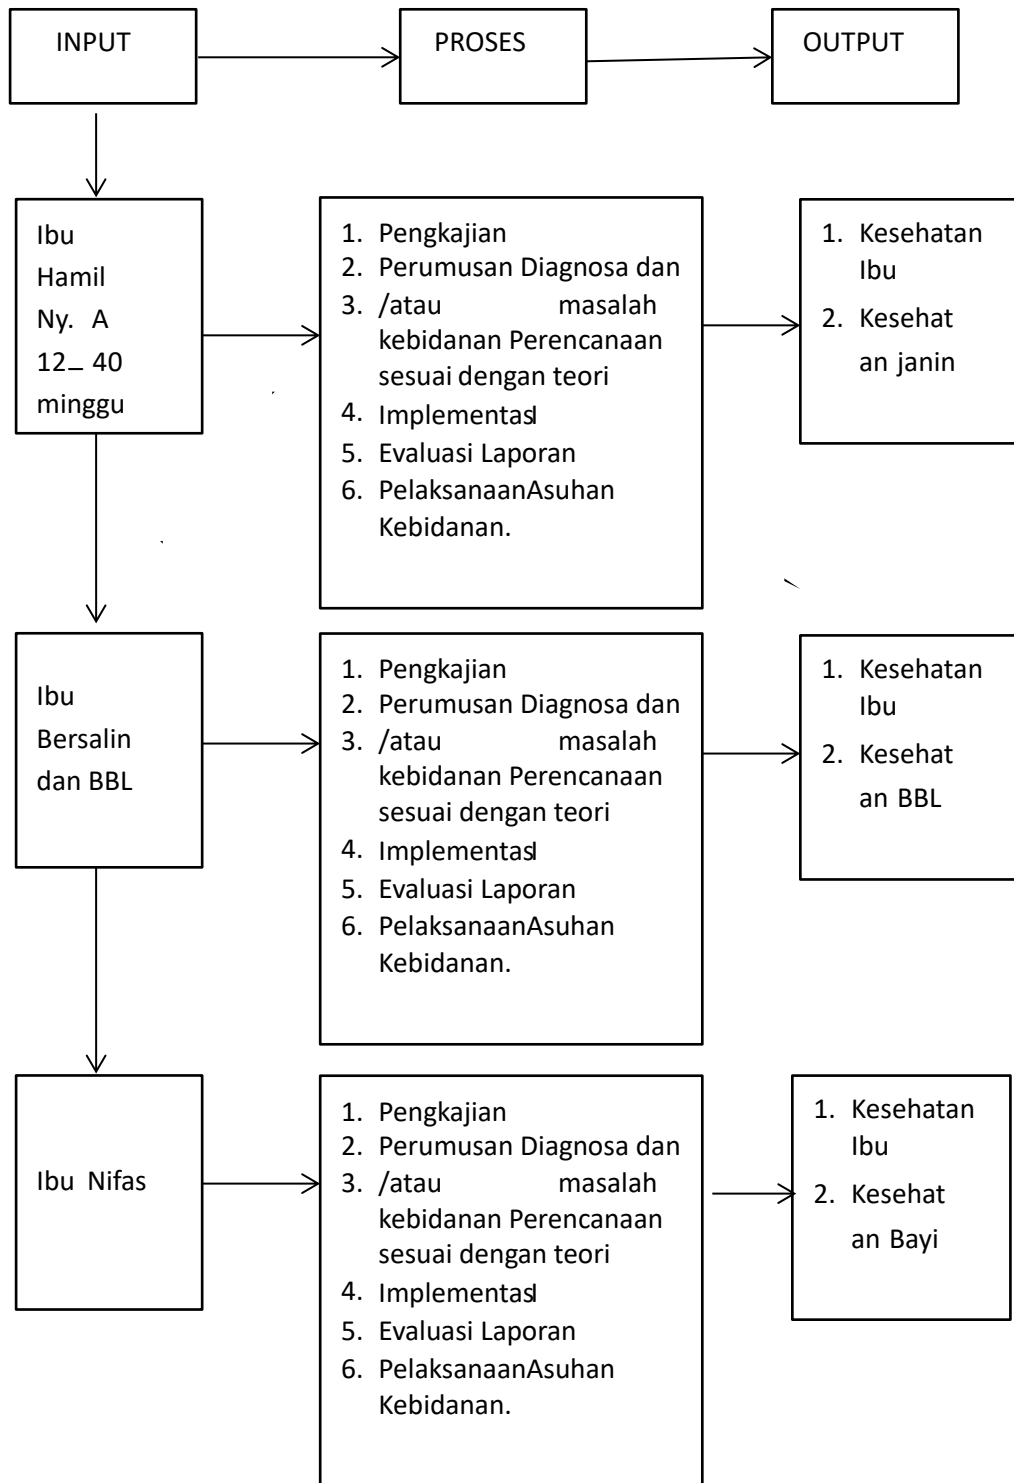 INPUT
PROSES
OUTPUT
Ibu
Hamil
Ny. A
12– 40
minggu
1. Pengkajian
2. Perumusan Diagnosa dan
3. /atau masalah
kebidanan Perencanaan
sesuai dengan teori
4. ImplementasI
5. Evaluasi Laporan
6. PelaksanaanAsuhan
Kebidanan.
1. Kesehatan
Ibu
2. Kesehat
an janin
Ibu
Bersalin
dan BBL
1. Pengkajian
2. Perumusan Diagnosa dan
3. /atau masalah
kebidanan Perencanaan
sesuai dengan teori
4. ImplementasI
5. Evaluasi Laporan
6. PelaksanaanAsuhan
Kebidanan.
1. Kesehatan
Ibu
2. Kesehat
an BBL
Ibu Nifas
1. Pengkajian
2. Perumusan Diagnosa dan
3. /atau masalah
kebidanan Perencanaan
sesuai dengan teori
4. ImplementasI
5. Evaluasi Laporan
6. PelaksanaanAsuhan
Kebidanan.
1. Kesehatan
Ibu
2. Kesehat
an Bayi